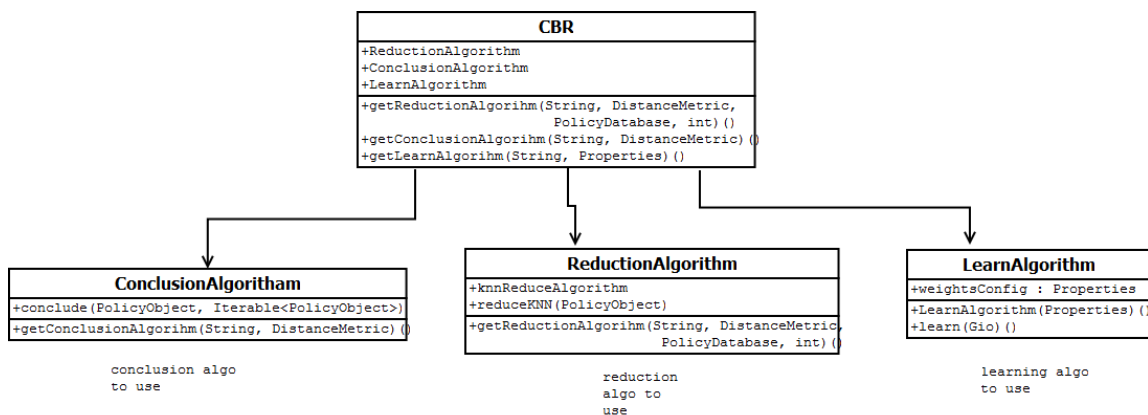 CBR
+ReductionAlgorithm
+ConclusionAlgorithm
+LearnAlgorithm
+getReductionAlgorihm(String, DistanceMetric,
PolicyDatabase, int)()
+getConclusionAlgorihm(String, DistanceMetric)()
+getLearnAlgorihm(String, Properties)()
ConclusionAlgoritham
+conclude(PolicyObject, Iterable<PolicyObject>)
+getConclusionAlgorihm(String, DistanceMetric)()
conclusion algo
to use
ReductionAlgorithm
+knnReduceAlgorithm
+reduceKNN(PolicyObject)
+getReductionAlgorihm(String, DistanceMetric,
PolicyDatabase, int)()
reduction
algo to
use
LearnAlgorithm
+weightsConfig : Properties
+LearnAlgorithm(Properties)()
+learn(Gio)()
learning algo
to use